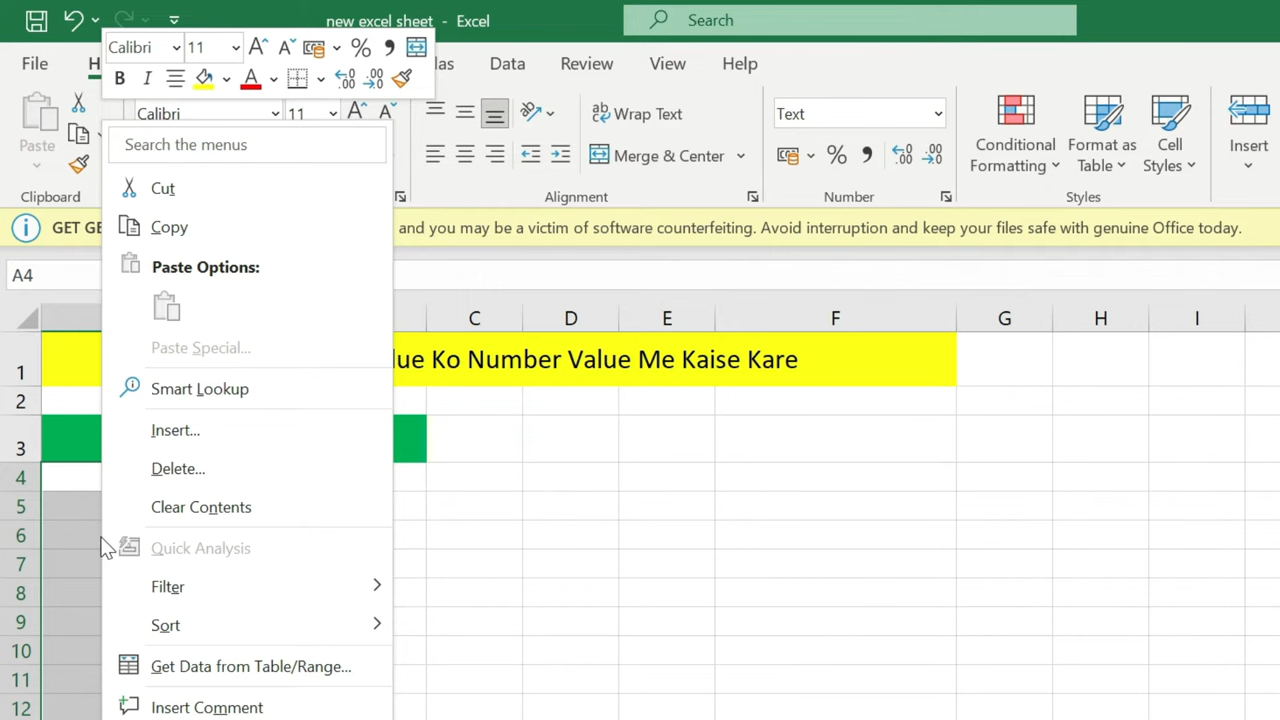 new excel sheet - Excel
Search
Calibri 11
File
Data Review View Help
Calibri 11
Wrap Text
Text
Paste
Merge & Center
Conditional Formatting
Format as Table
Cell Styles
Insert
Clipboard
Alignment
Number
Styles
GET GE
and you may be a victim of software counterfeiting. Avoid interruption and keep your files safe with genuine Office today.
A4
C D E F G H I
1
lue Ko Number Value Me Kaise Kare
2
3
4
5
6
7
8
9
10
11
12
Search the menus
Cut
Copy
Paste Options:
Paste Special...
Smart Lookup
Insert...
Delete...
Clear Contents
Quick Analysis
Filter
Sort
Get Data from Table/Range...
Insert Comment